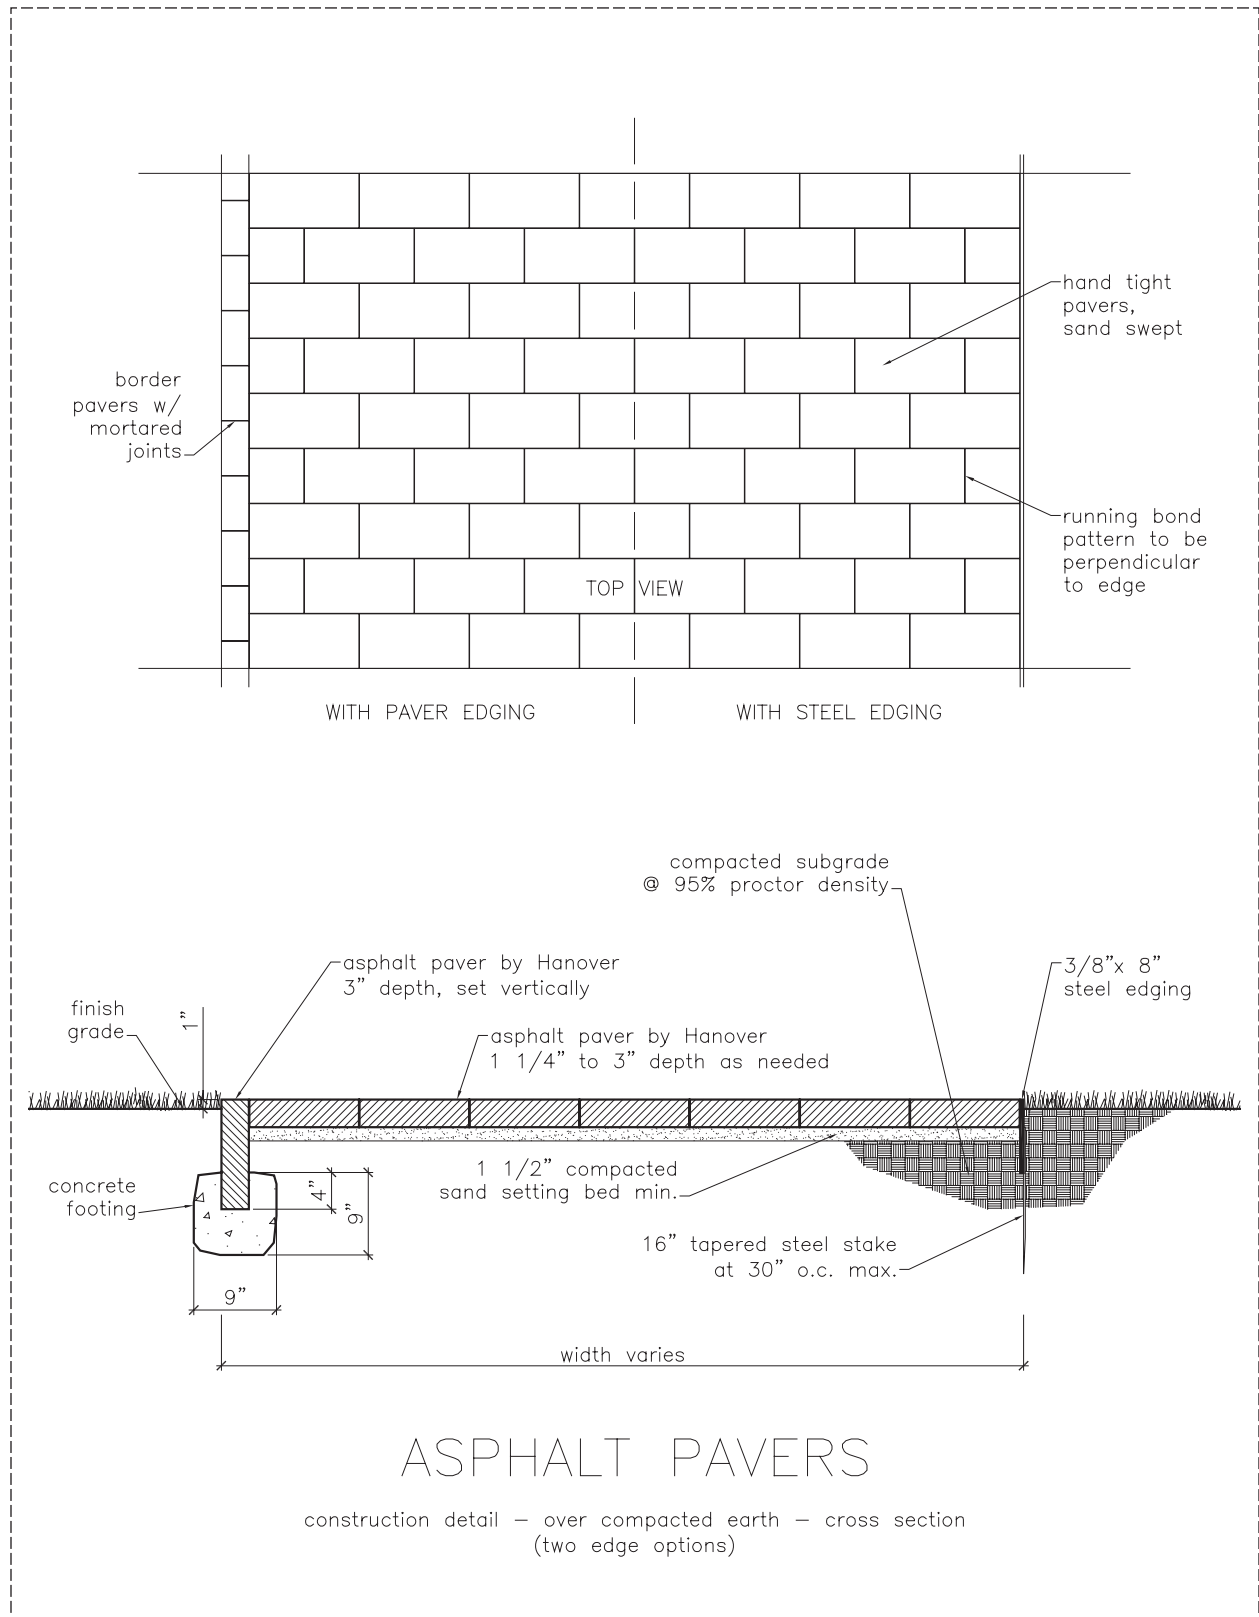 hand tight
pavers,
sand swept
border
pavers w/
mortared
joints
running bond
pattern to be
perpendicular
to edge
TOP VIEW
WITH PAVER EDGING
WITH STEEL EDGING
compacted subgrade
@ 95% proctor density
asphalt paver by Hanover
3" depth, set vertically
3/8"x 8"
steel edging
finish
grade
1"
asphalt paver by Hanover
1 1/4" to 3" depth as needed
1 1/2" compacted
sand setting bed min.
concrete
footing
4"
9"
16" tapered steel stake
at 30" o.c. max.
9"
width varies
ASPHALT PAVERS
construction detail – over compacted earth – cross section
(two edge options)